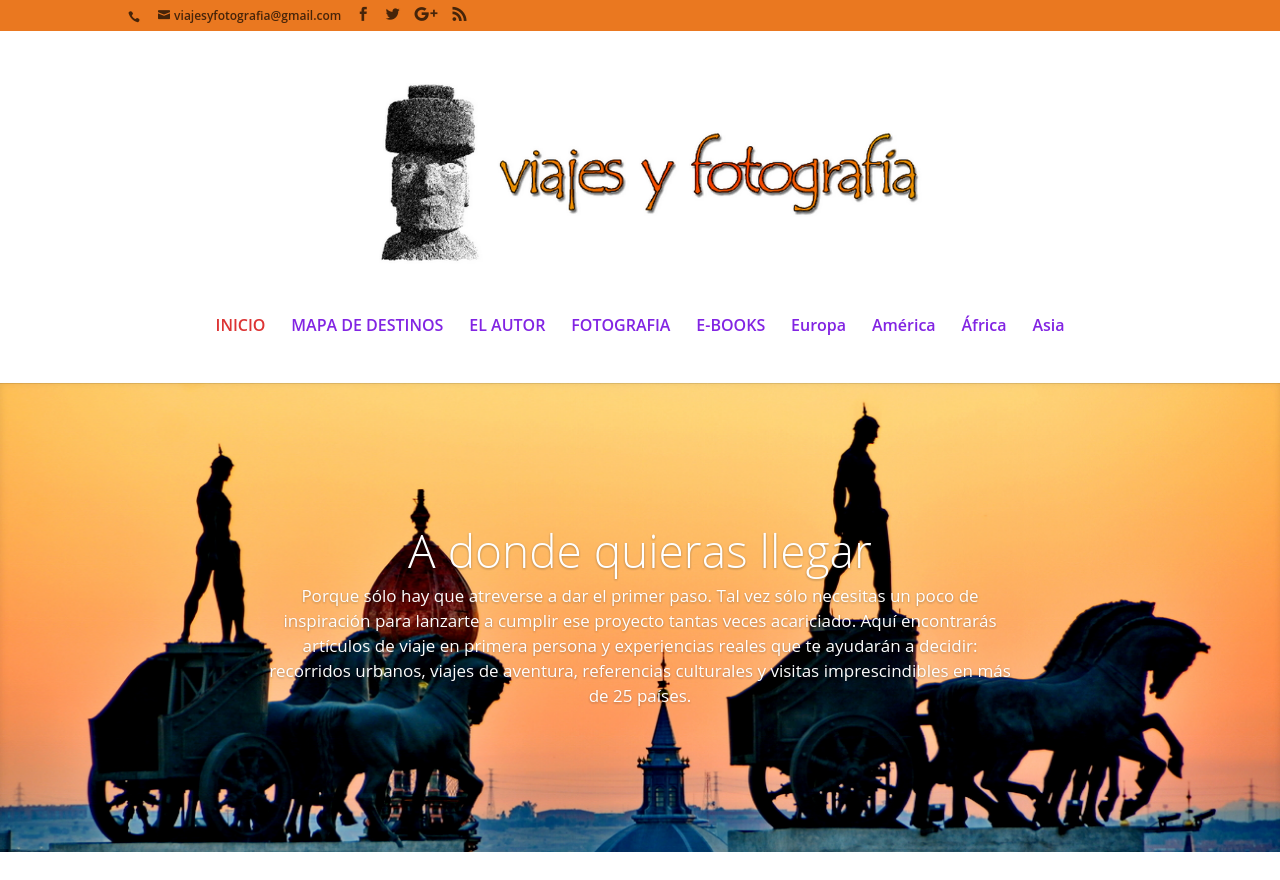 viajesyfotografia@gmail.com
viajes y fotografía
INICIO MAPA DE DESTINOS EL AUTOR FOTOGRAFIA E-BOOKS Europa América África Asia
A donde quieras llegar
Porque sólo hay que atreverse a dar el primer paso. Tal vez sólo necesitas un poco de
inspiración para lanzarte a cumplir ese proyecto tantas veces acariciado. Aquí encontrarás
artículos de viaje en primera persona y experiencias reales que te ayudarán a decidir:
recorridos urbanos, viajes de aventura, referencias culturales y visitas imprescindibles en más
de 25 países.